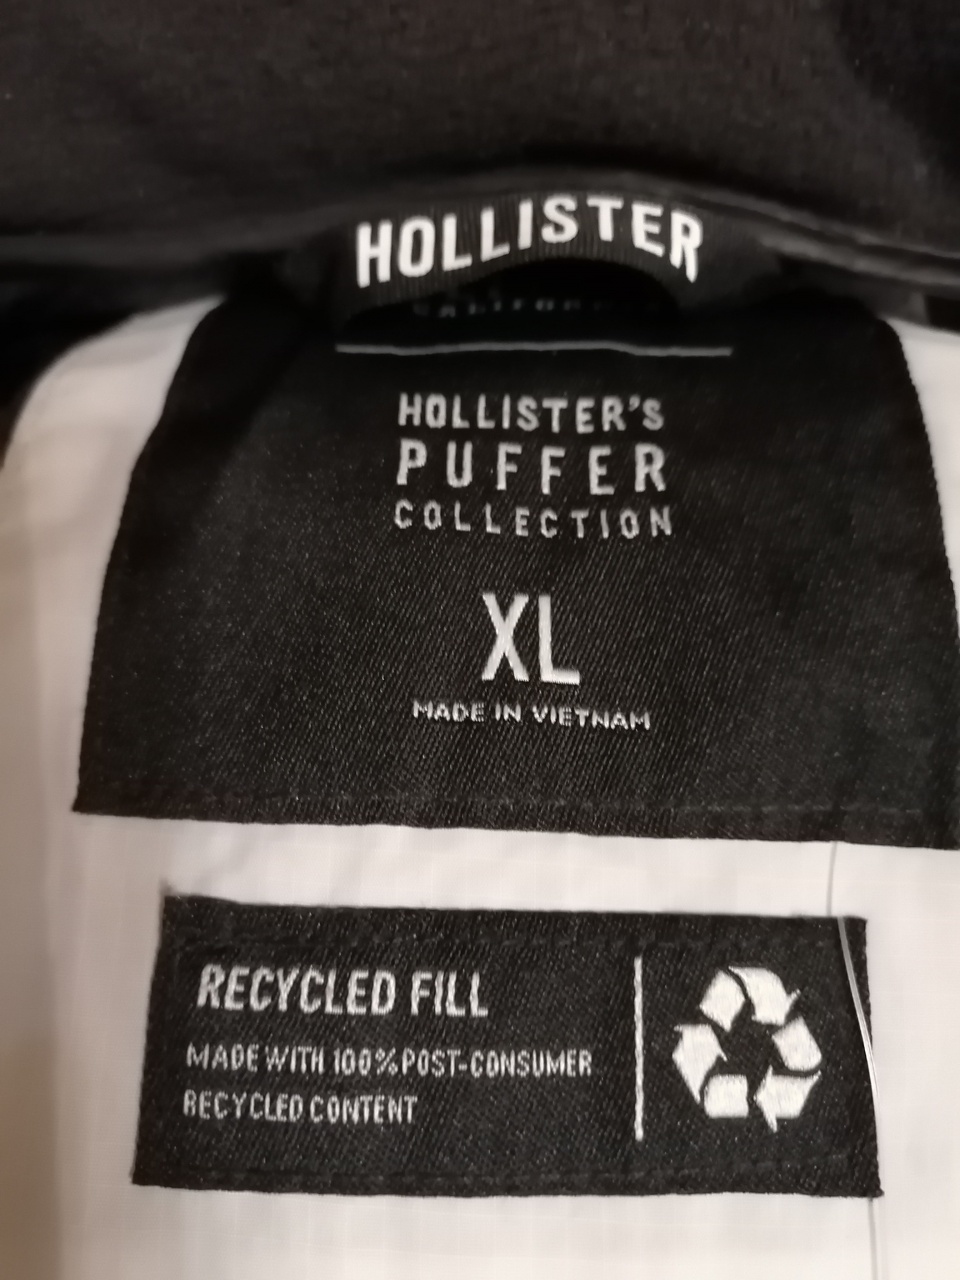 HOLLISTER
HOLLISTER'S
PUFFER
COLLECTION
XL
MADE IN VIETNAM
RECYCLED FILL
MADE WITH 100% POST-CONSUMER
RECYCLED CONTENT